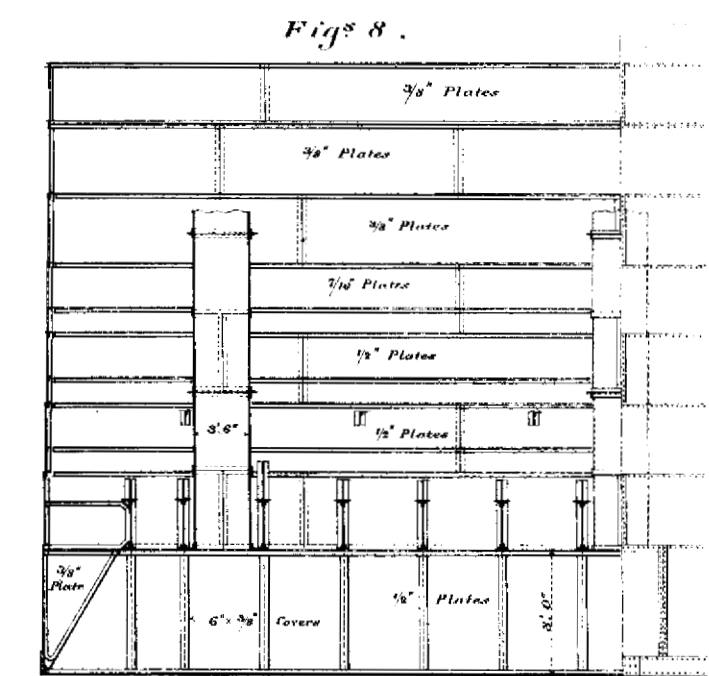 Figs 8.
3/8" Plates
3/8" Plates
3/8" Plates
7/16" Plates
1/2" Plates
3'.6"
1/2" Plates
3/8"
Plate
1/2" Plates
6" × 3/8" Covers
3'.0"